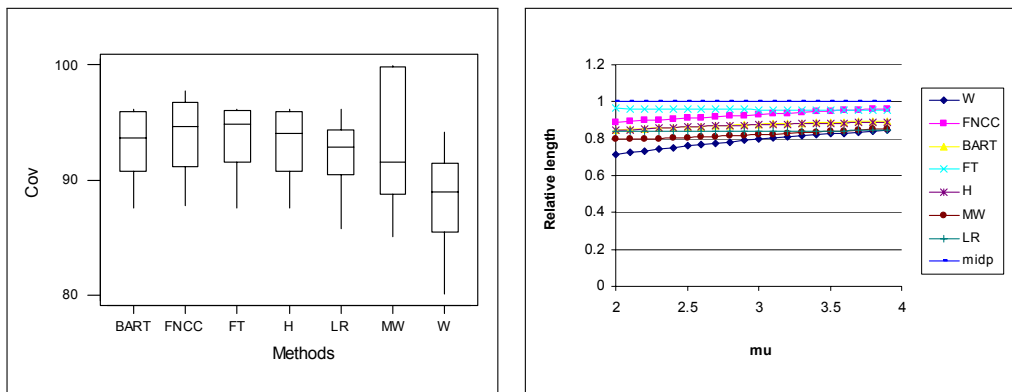 100
90
80
Cov
BART FNCC FT H LR MW W
Methods
1.2
1
0.8
0.6
0.4
0.2
0
Relative length
2 2.5 3 3.5 4
mu
W
FNCC
BART
FT
H
MW
LR
midp